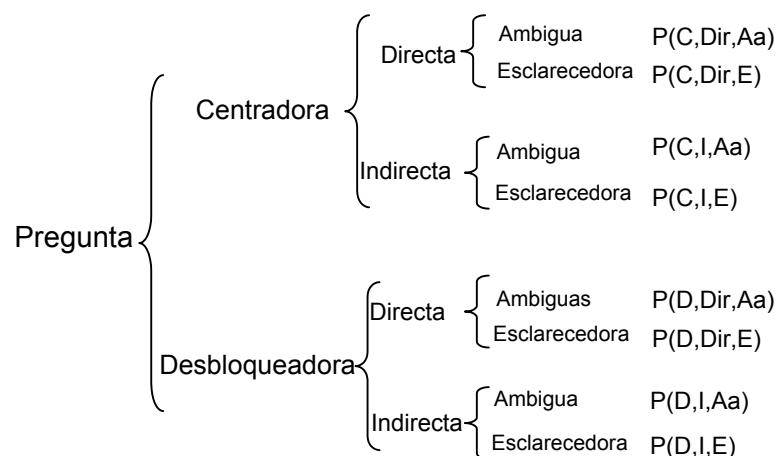 Ambigua P(C,Dir,Aa)
Directa
Esclarecedora P(C,Dir,E)
Centradora
Ambigua P(C,I,Aa)
Indirecta
Esclarecedora P(C,I,E)
Pregunta
Ambiguas P(D,Dir,Aa)
Directa
Esclarecedora P(D,Dir,E)
Desbloqueadora
Ambigua P(D,I,Aa)
Indirecta
Esclarecedora P(D,I,E)